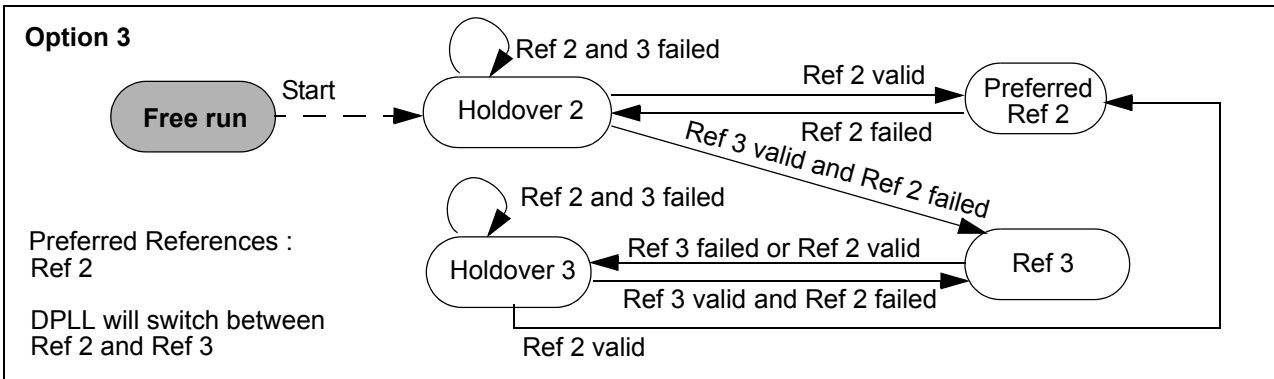 Option 3
Ref 2 and 3 failed
Start
Free run
Holdover 2
Ref 2 valid
Ref 2 failed
Preferred
Ref 2
Ref 3 valid and Ref 2 failed
Ref 2 and 3 failed
Preferred References :
Ref 2
Holdover 3
Ref 3 failed or Ref 2 valid
Ref 3 valid and Ref 2 failed
Ref 3
DPLL will switch between
Ref 2 and Ref 3
Ref 2 valid